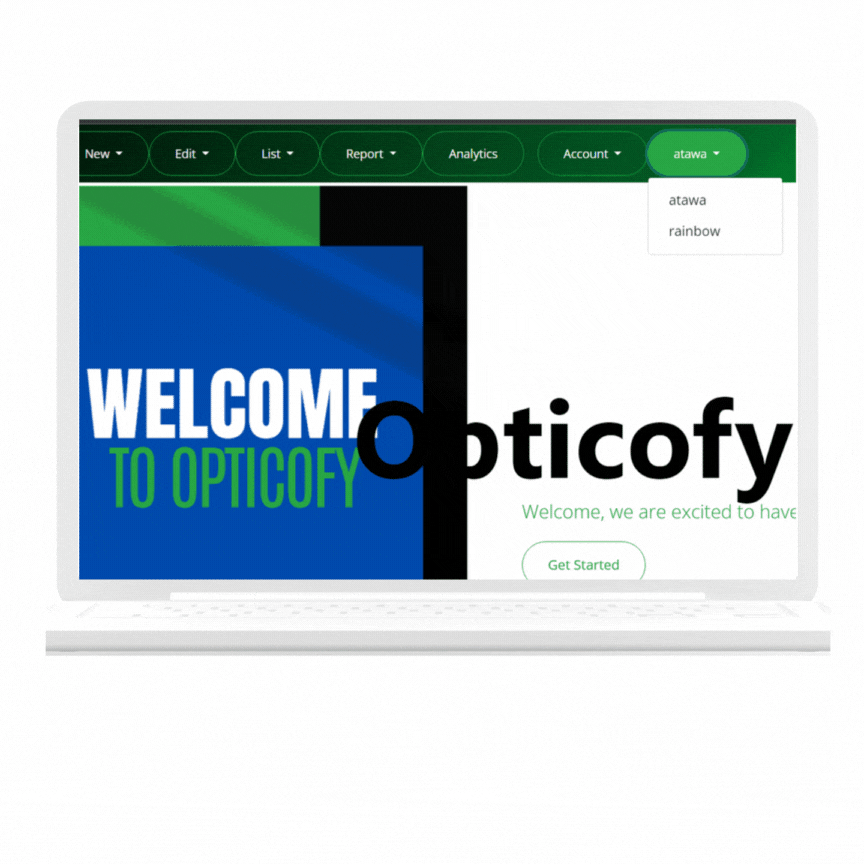 New Edit List Report Analytics Account atawa
atawa
rainbow
WELCOME
TO OPTICOFY
Opticofy
Welcome, we are excited to have
Get Started